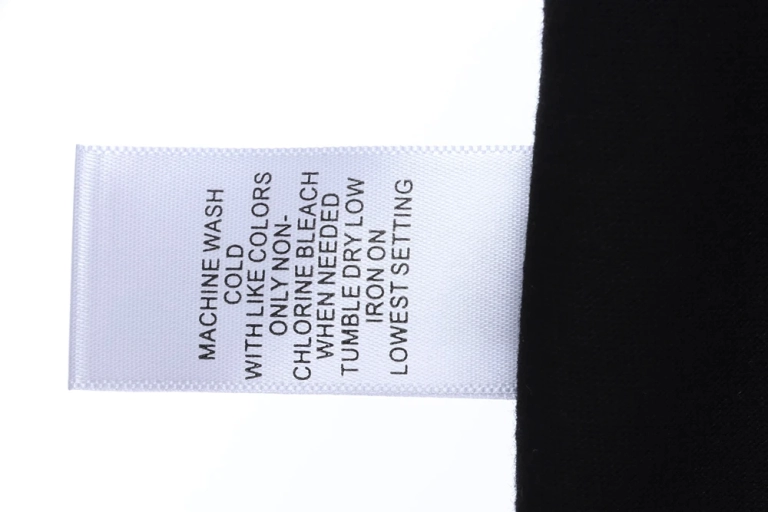 MACHINE WASH
COLD
WITH LIKE COLORS
ONLY NON-
CHLORINE BLEACH
WHEN NEEDED
TUMBLE DRY LOW
IRON ON
LOWEST SETTING